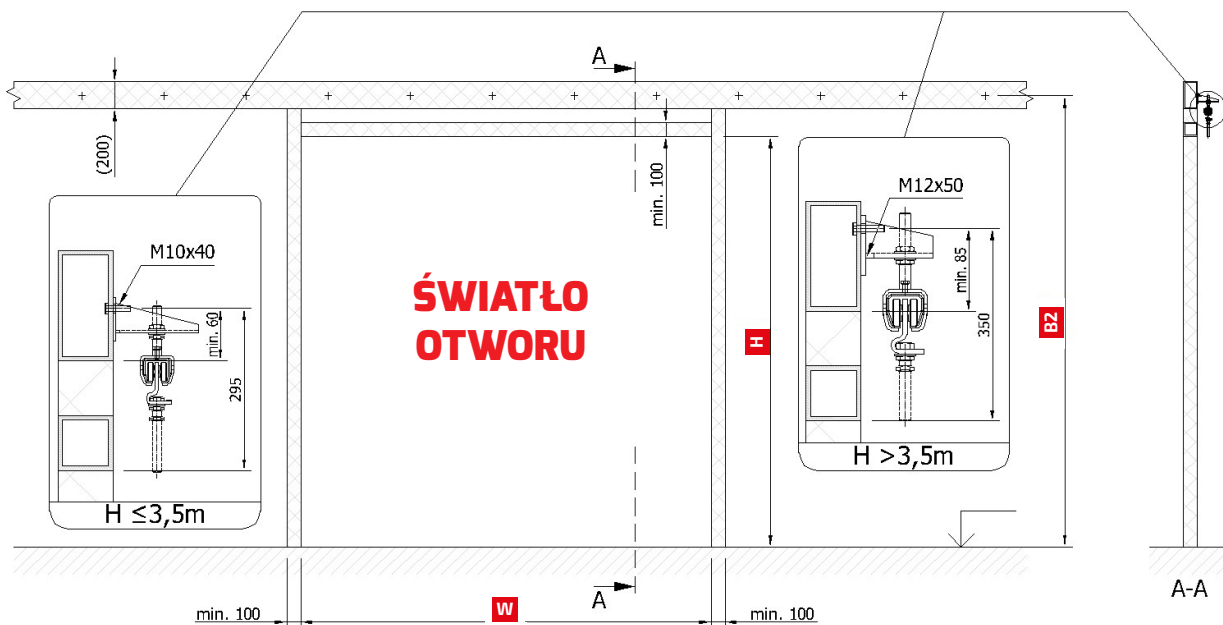 A
(200)
min. 100
M10x40
min. 60
295
H ≤3,5m
ŚWIATŁO
OTWORU
H
M12x50
min. 85
350
H >3,5m
B2
A
A-A
min. 100
W
min. 100